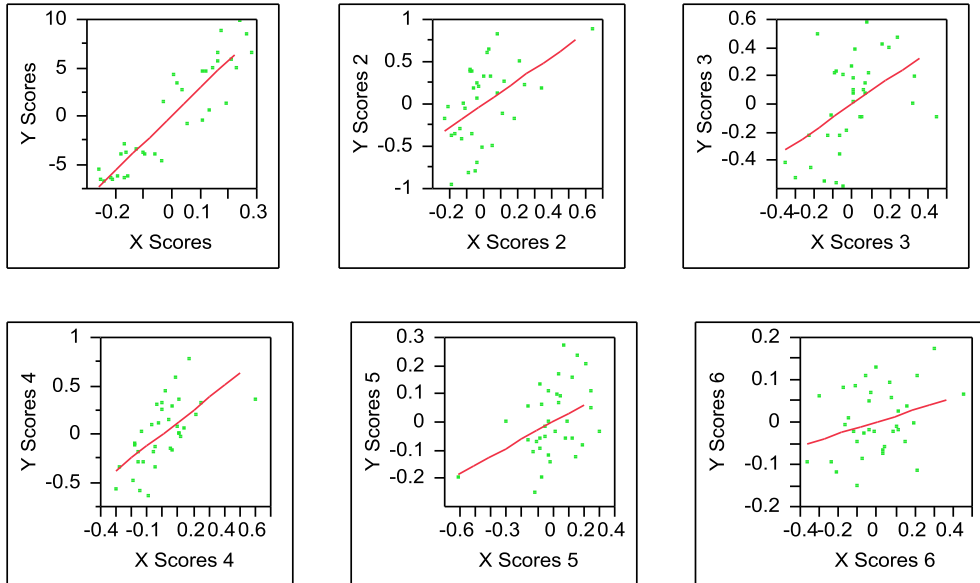 10
5
0
-5
Y Scores
-0.2 0 0.1 0.3
X Scores
1
0.5
0
-0.5
-1
Y Scores 2
-0.2 0 0.2 0.6
X Scores 2
0.6
0.4
0.2
0
-0.2
-0.4
Y Scores 3
-0.4 -0.2 0 0.2 0.4
X Scores 3
1
0.5
0
-0.5
Y Scores 4
-0.4 -0.1 0.2 0.4 0.6
X Scores 4
0.3
0.1
0
-0.1
-0.2
Y Scores 5
-0.6 -0.3 0 0.2 0.4
X Scores 5
0.2
0.1
0
-0.1
-0.2
Y Scores 6
-0.4 -0.2 0 0.2 0.4
X Scores 6